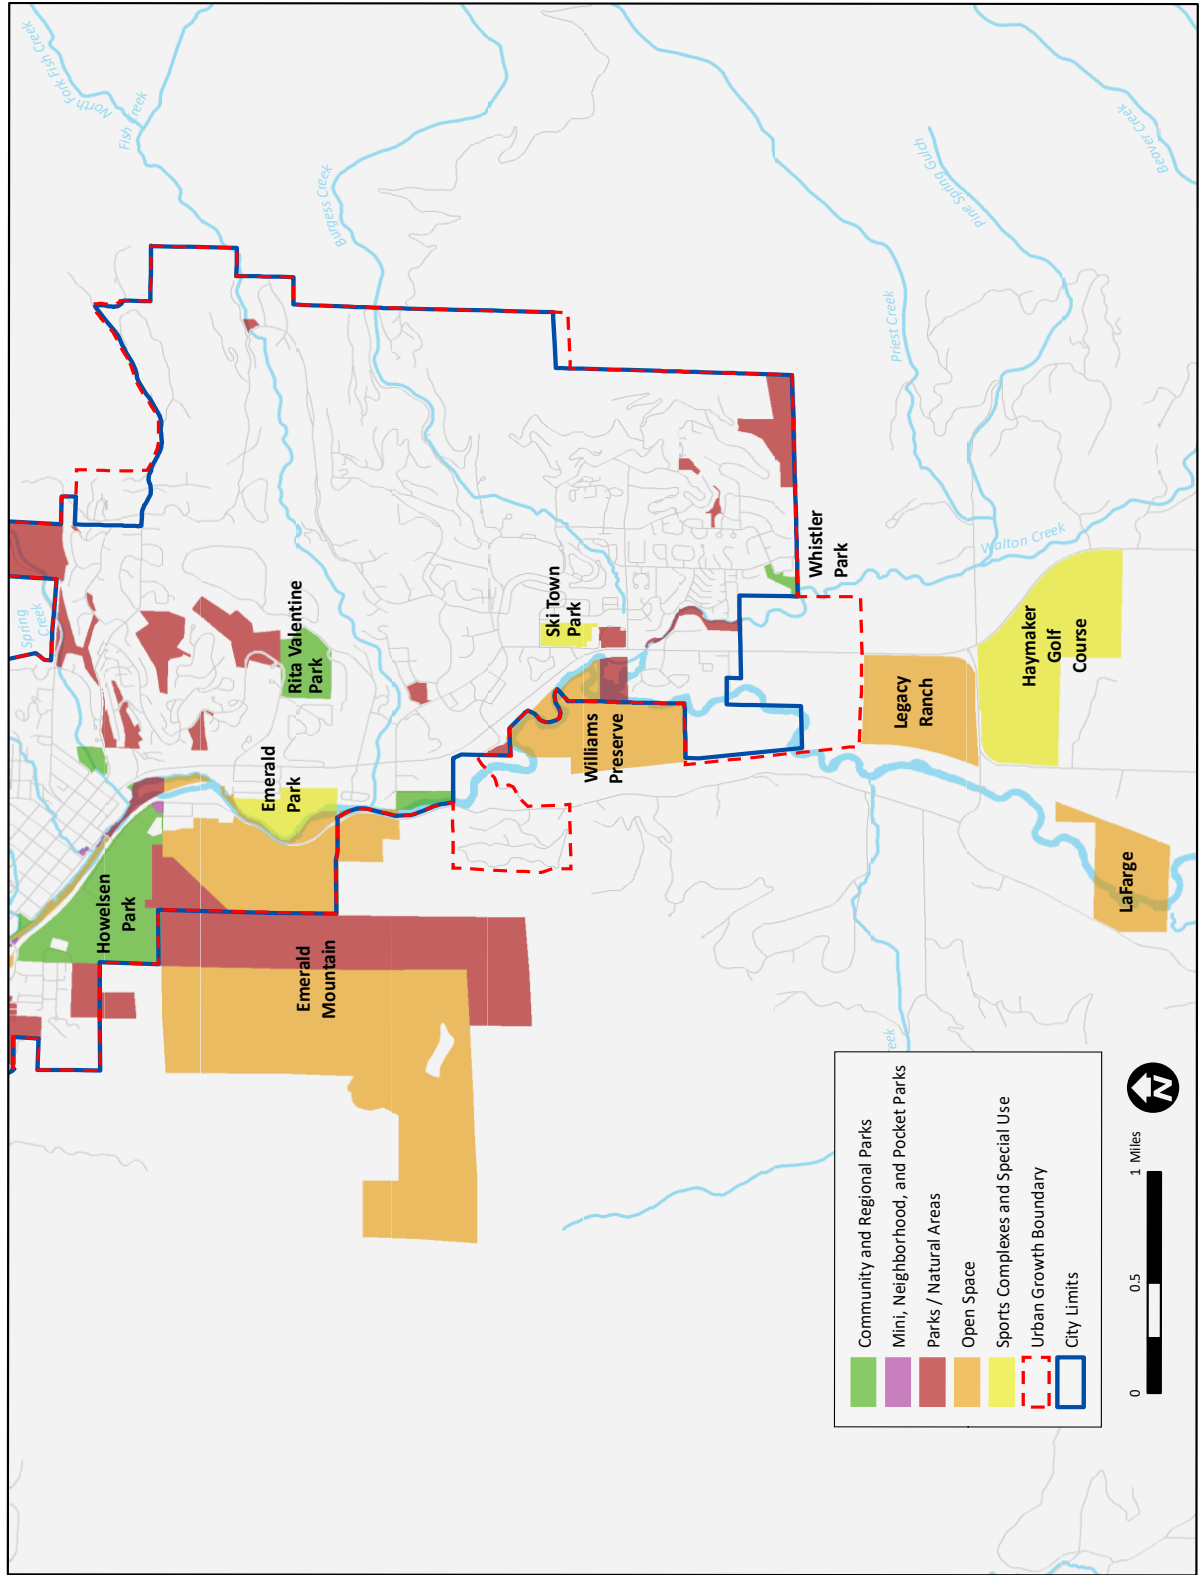 North Fork Fish Creek
Fish Creek
Burgess Creek
Spring
Creek
Priest Creek
Pine Spring Gulch
Beaver Creek
Walton Creek
reek
Howelsen
Park
Emerald
Park
Rita Valentine
Park
Emerald
Mountain
Ski Town
Park
Williams
Preserve
Whistler
Park
Legacy
Ranch
Haymaker
Golf
Course
LaFarge
Community and Regional Parks
Mini, Neighborhood, and Pocket Parks
Parks / Natural Areas
Open Space
Sports Complexes and Special Use
Urban Growth Boundary
City Limits
0
0.5
1 Miles
N